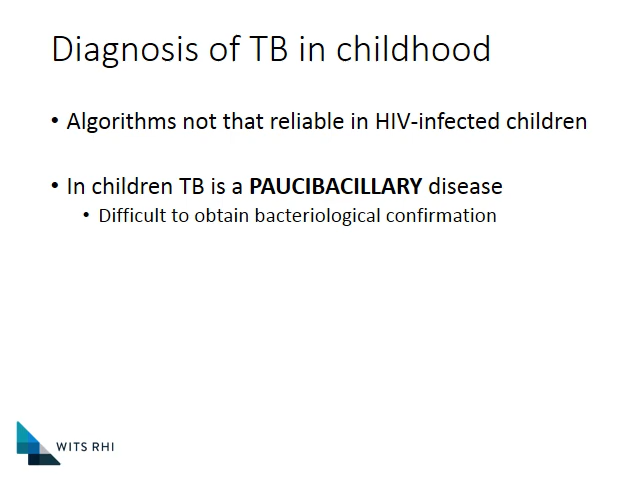 Diagnosis of TB in childhood
• Algorithms not that reliable in HIV-infected children
• In children TB is a PAUCIBACILLARY disease
• Difficult to obtain bacteriological confirmation
WITS RHI